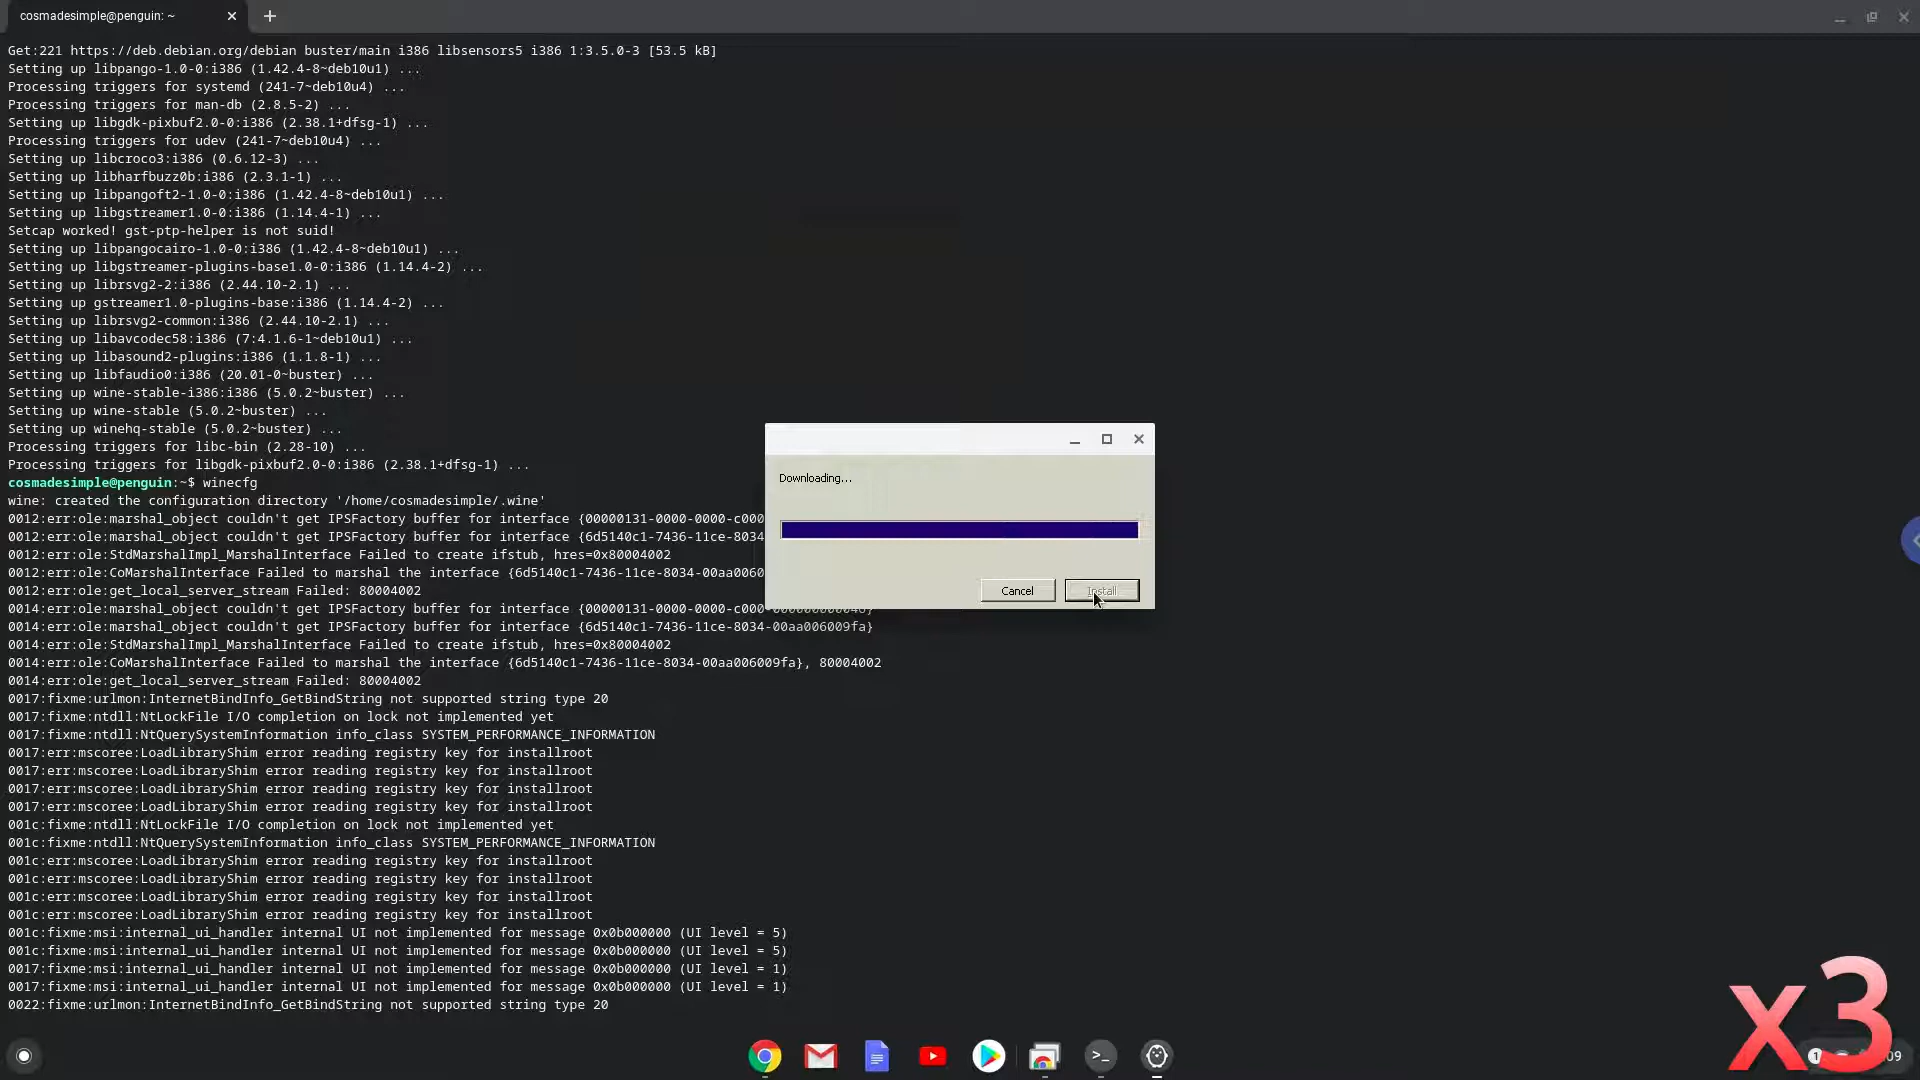 cosmadesimple@penguin: ~
Get:221 https://deb.debian.org/debian buster/main i386 libsensors5 i386 1:3.5.0-3 [53.5 kB]
Setting up libpango-1.0-0:i386 (1.42.4-8~deb10u1) ...
Processing triggers for systemd (241-7~deb10u4) ...
Processing triggers for man-db (2.8.5-2) ...
Setting up libgdk-pixbuf2.0-0:i386 (2.38.1+dfsg-1) ...
Processing triggers for udev (241-7~deb10u4) ...
Setting up libcroco3:i386 (0.6.12-3) ...
Setting up libharfbuzz0b:i386 (2.3.1-1) ...
Setting up libpangoft2-1.0-0:i386 (1.42.4-8~deb10u1) ...
Setting up libgstreamer1.0-0:i386 (1.14.4-1) ...
Setcap worked! gst-ptp-helper is not suid!
Setting up libpangocairo-1.0-0:i386 (1.42.4-8~deb10u1) ...
Setting up libgstreamer-plugins-base1.0-0:i386 (1.14.4-2) ...
Setting up librsvg2-2:i386 (2.44.10-2.1) ...
Setting up gstreamer1.0-plugins-base:i386 (1.14.4-2) ...
Setting up librsvg2-common:i386 (2.44.10-2.1) ...
Setting up libavcodec58:i386 (7:4.1.6-1~deb10u1) ...
Setting up libasound2-plugins:i386 (1.1.8-1) ...
Setting up libfaudio0:i386 (20.01-0~buster) ...
Setting up wine-stable-i386:i386 (5.0.2~buster) ...
Setting up wine-stable (5.0.2~buster) ...
Setting up winehq-stable (5.0.2~buster) ...
Processing triggers for libc-bin (2.28-10) ...
Processing triggers for libgdk-pixbuf2.0-0:i386 (2.38.1+dfsg-1) ...
cosmadesimple@penguin:~$ winecfg
wine: created the configuration directory '/home/cosmadesimple/.wine'
0012:err:ole:marshal_object couldn't get IPSFactory buffer for interface {00000131-0000-0000-c000
0012:err:ole:marshal_object couldn't get IPSFactory buffer for interface {6d5140c1-7436-11ce-8034
0012:err:ole:StdMarshalImpl_MarshalInterface Failed to create ifstub, hres=0x80004002
0012:err:ole:CoMarshalInterface Failed to marshal the interface {6d5140c1-7436-11ce-8034-00aa0060
0012:err:ole:get_local_server_stream Failed: 80004002
0014:err:ole:marshal_object couldn't get IPSFactory buffer for interface {00000131-0000-0000-c000-000000000046}
0014:err:ole:marshal_object couldn't get IPSFactory buffer for interface {6d5140c1-7436-11ce-8034-00aa006009fa}
0014:err:ole:StdMarshalImpl_MarshalInterface Failed to create ifstub, hres=0x80004002
0014:err:ole:CoMarshalInterface Failed to marshal the interface {6d5140c1-7436-11ce-8034-00aa006009fa}, 80004002
0014:err:ole:get_local_server_stream Failed: 80004002
0017:fixme:urlmon:InternetBindInfo_GetBindString not supported string type 20
0017:fixme:ntdll:NtLockFile I/O completion on lock not implemented yet
0017:fixme:ntdll:NtQuerySystemInformation info_class SYSTEM_PERFORMANCE_INFORMATION
0017:err:mscoree:LoadLibraryShim error reading registry key for installroot
0017:err:mscoree:LoadLibraryShim error reading registry key for installroot
0017:err:mscoree:LoadLibraryShim error reading registry key for installroot
0017:err:mscoree:LoadLibraryShim error reading registry key for installroot
001c:fixme:ntdll:NtLockFile I/O completion on lock not implemented yet
001c:fixme:ntdll:NtQuerySystemInformation info_class SYSTEM_PERFORMANCE_INFORMATION
001c:err:mscoree:LoadLibraryShim error reading registry key for installroot
001c:err:mscoree:LoadLibraryShim error reading registry key for installroot
001c:err:mscoree:LoadLibraryShim error reading registry key for installroot
001c:err:mscoree:LoadLibraryShim error reading registry key for installroot
001c:fixme:msi:internal_ui_handler internal UI not implemented for message 0x0b000000 (UI level = 5)
001c:fixme:msi:internal_ui_handler internal UI not implemented for message 0x0b000000 (UI level = 5)
0017:fixme:msi:internal_ui_handler internal UI not implemented for message 0x0b000000 (UI level = 1)
0017:fixme:msi:internal_ui_handler internal UI not implemented for message 0x0b000000 (UI level = 1)
0022:fixme:urlmon:InternetBindInfo_GetBindString not supported string type 20
Downloading...
Cancel
Install
x3
1
09